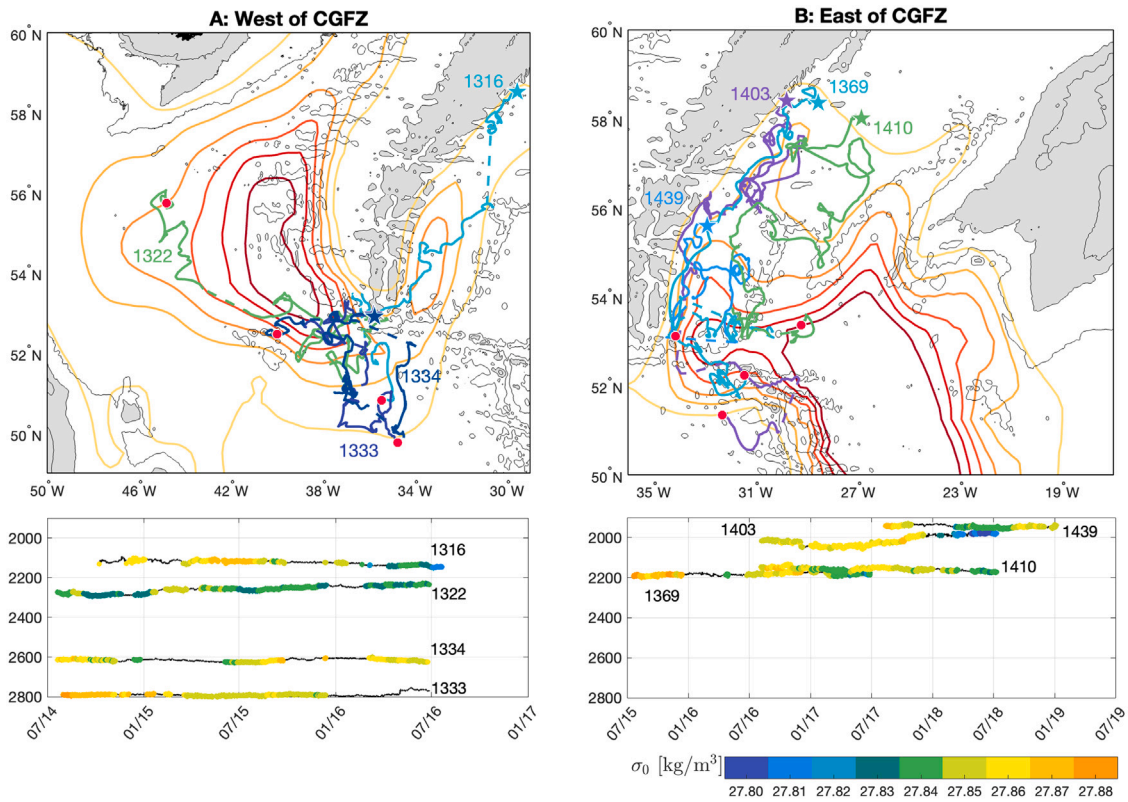 A: West of CGFZ
B: East of CGFZ
60°N
58°N
56°N
54°N
52°N
50°N
50°W
46°W
42°W
38°W
34°W
30°W
1316
1322
1334
1333
60°N
58°N
56°N
54°N
52°N
50°N
35°W
31°W
27°W
23°W
19°W
1403
1369
1410
1439
2000
2200
2400
2600
2800
1316
1322
1334
1333
07/14
01/15
07/15
01/16
07/16
01/17
2000
2200
2400
2600
2800
1403
1439
1410
1369
07/15
01/16
07/16
01/17
07/17
01/18
07/18
01/19
07/19
σ₀ [kg/m³]
27.80 27.81 27.82 27.83 27.84 27.85 27.86 27.87 27.88